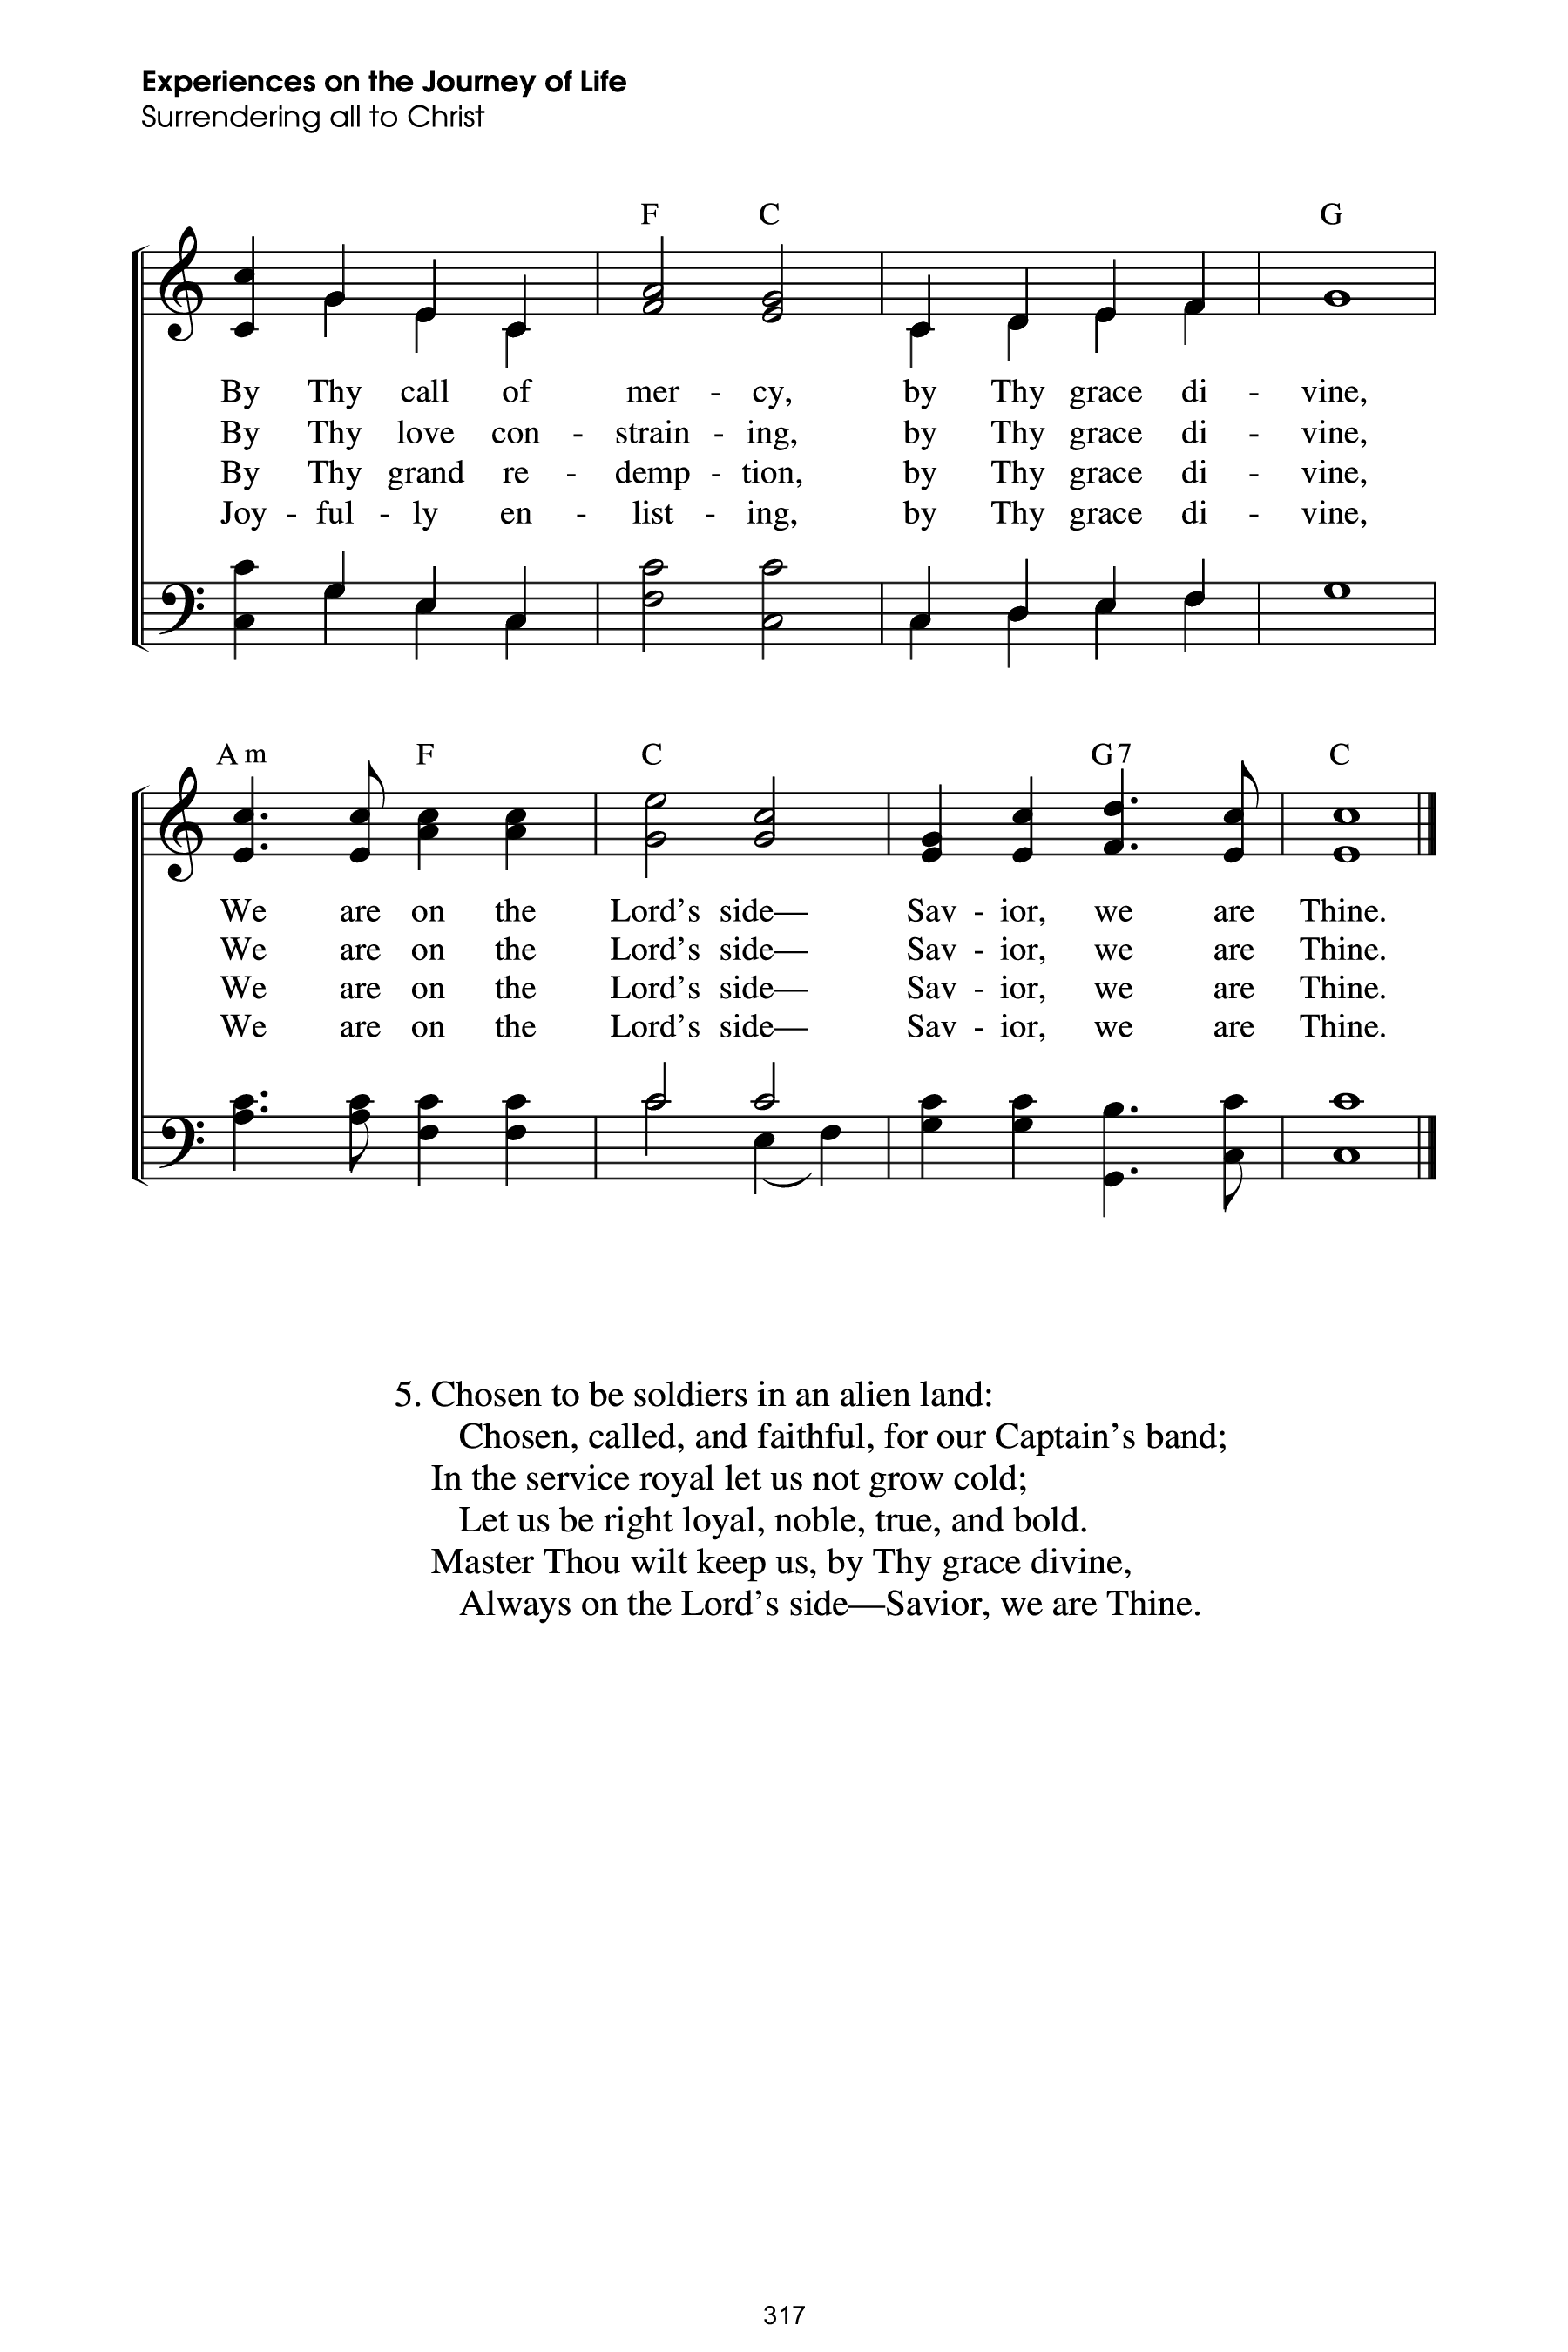 Experiences on the Journey of Life
Surrendering all to Christ
F C G
By Thy call of mer - cy, by Thy grace di - vine,
By Thy love con - strain - ing, by Thy grace di - vine,
By Thy grand re - demp - tion, by Thy grace di - vine,
Joy - ful - ly en - list - ing, by Thy grace di - vine,
A m F C G 7 C
We are on the Lord's side— Sav - ior, we are Thine.
We are on the Lord's side— Sav - ior, we are Thine.
We are on the Lord's side— Sav - ior, we are Thine.
We are on the Lord's side— Sav - ior, we are Thine.
5. Chosen to be soldiers in an alien land:
Chosen, called, and faithful, for our Captain's band;
In the service royal let us not grow cold;
Let us be right loyal, noble, true, and bold.
Master Thou wilt keep us, by Thy grace divine,
Always on the Lord's side—Savior, we are Thine.
317